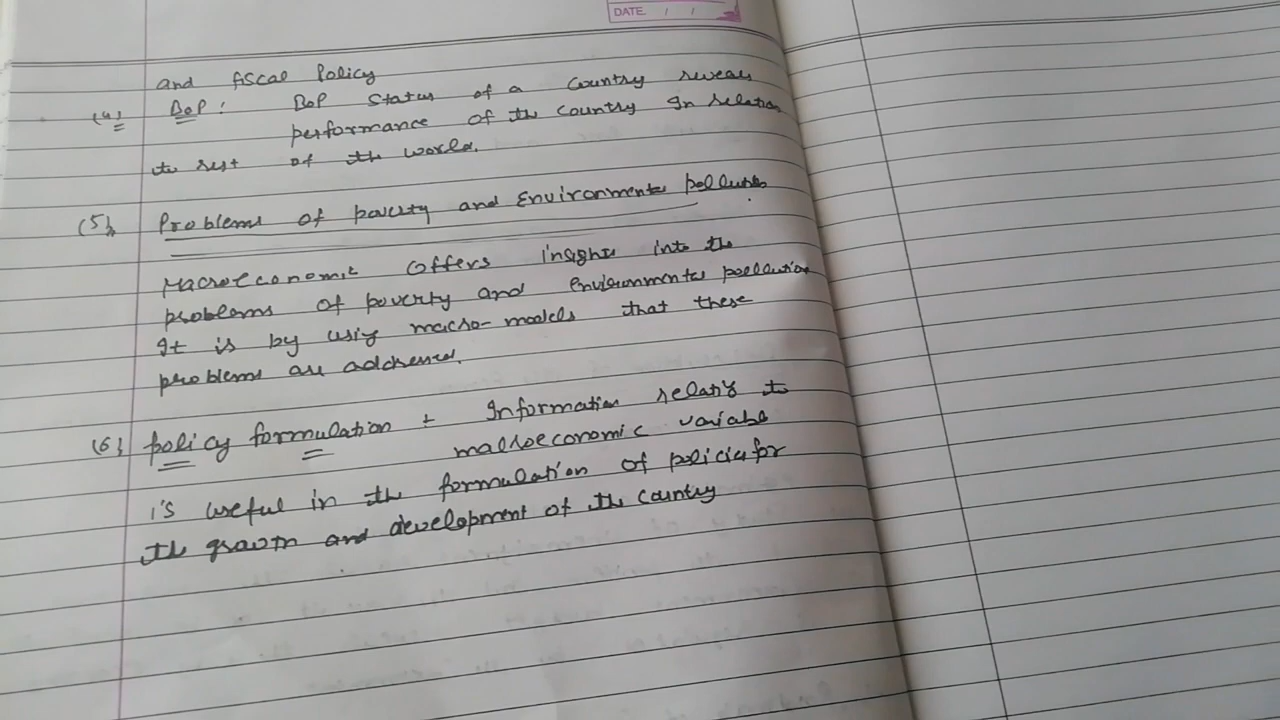 DATE / /
and fiscal Policy
(4) BoP : BoP Status of a Country reveals
performance of the Country In relation
to rest of the world.
(5) Problems of poverty and Environmental pollution
Macroeconomic offers insights into the
problems of poverty and environmental pollution
It is by using macro-models that these
problems are addressed.
(6) policy formulation : Information relating to
macroeconomic variable
is useful in the formulation of policies for
the growth and development of the Country